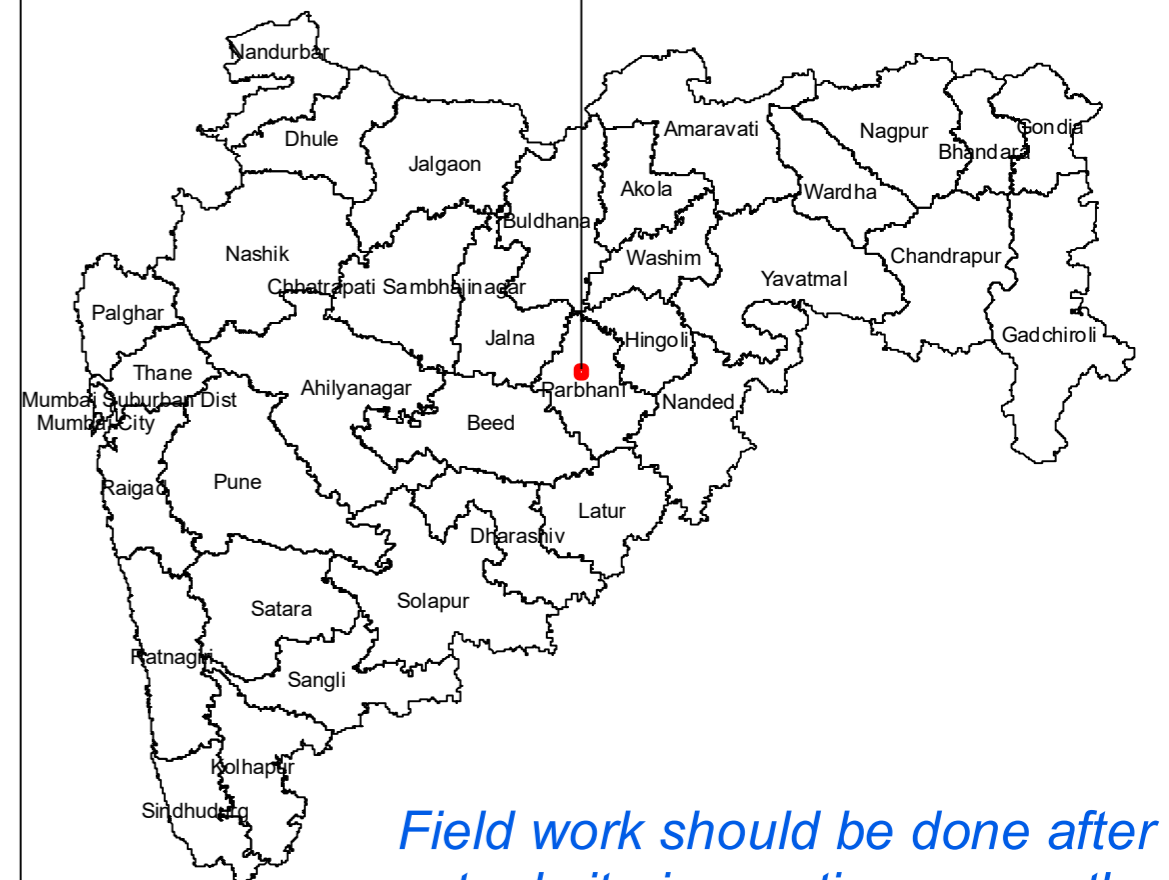 Nandurbar
Dhule
Jalgaon
Amaravati
Nagpur
Gondia
Bhandara
Buldhana
Akola
Wardha
Nashik
Washim
Chandrapur
Chhatrapati Sambhajinagar
Yavatmal
Palghar
Jalna
Hingoli
Gadchiroli
Thane
Ahilyanagar
Parbhani
Mumbai Suburban Dist
Nanded
Mumbai City
Beed
Raigad
Pune
Latur
Dharashiv
Satara
Solapur
Ratnagiri
Sangli
Kolhapur
Sindhudurg
Field work should be done after